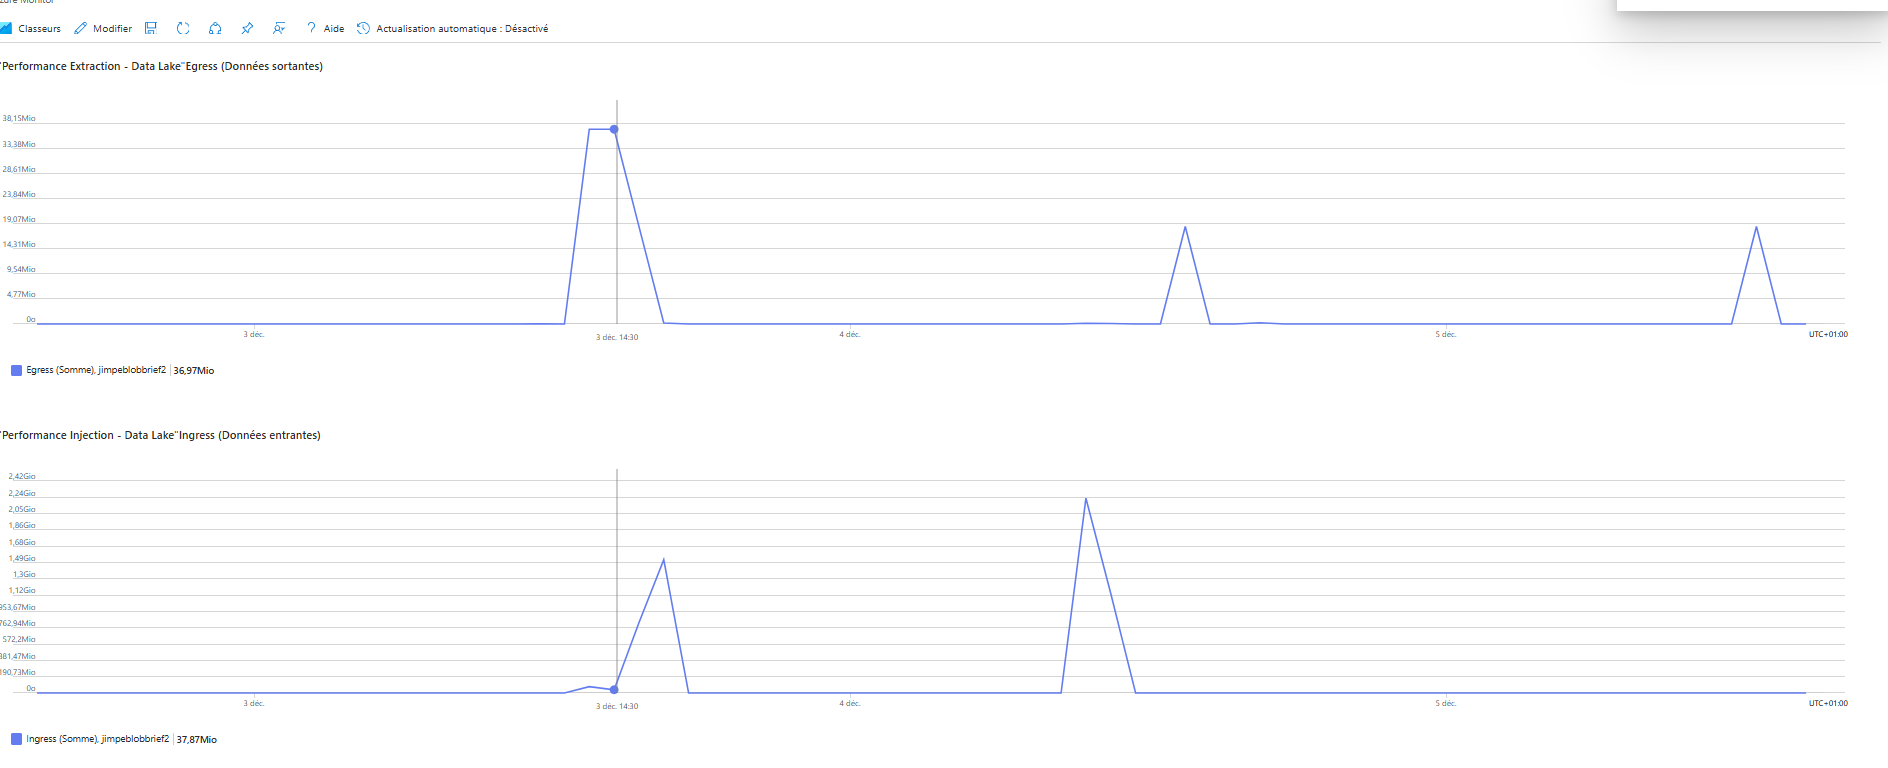 zure Monitor
Classeurs Modifier Aide Actualisation automatique : Désactivé
'Performance Extraction - Data Lake"Egress (Données sortantes)
38,15Mio
33,38Mio
28,61Mio
23,84Mio
19,07Mio
14,31Mio
9,54Mio
4,77Mio
0o
3 déc. 3 déc. 14:30 4 déc. 5 déc. UTC+01:00
Egress (Somme), jimpeblobbrief2 36,97Mio
'Performance Injection - Data Lake"Ingress (Données entrantes)
2,42Gio
2,24Gio
2,05Gio
1,86Gio
1,68Gio
1,49Gio
1,3Gio
1,12Gio
953,67Mio
762,94Mio
572,2Mio
381,47Mio
190,73Mio
0o
3 déc. 3 déc. 14:30 4 déc. 5 déc. UTC+01:00
Ingress (Somme), jimpeblobbrief2 37,87Mio